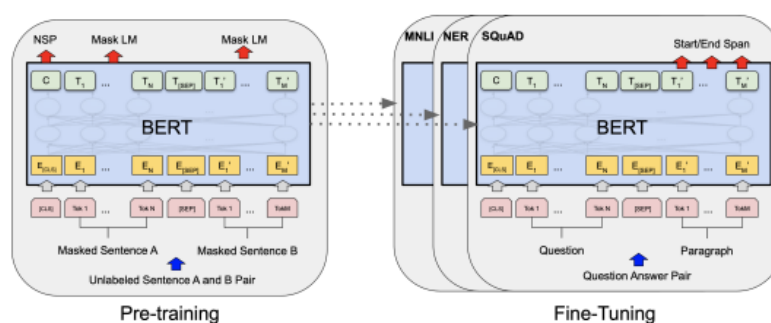 NSP Mask LM Mask LM
C T1 ... TN T[SEP] T1' ... TM'
BERT
E[CLS] E1 ... EN E[SEP] E1' ... EM'
[CLS] Tok 1 ... Tok N [SEP] Tok 1 ... TokM
Masked Sentence A Masked Sentence B
Unlabeled Sentence A and B Pair
Pre-training
MNLI NER SQuAD
Start/End Span
C T1 ... TN T[SEP] T1' ... TM'
BERT
E[CLS] E1 ... EN E[SEP] E1' ... EM'
[CLS] Tok 1 ... Tok N [SEP] Tok 1 ... TokM
Question Paragraph
Question Answer Pair
Fine-Tuning